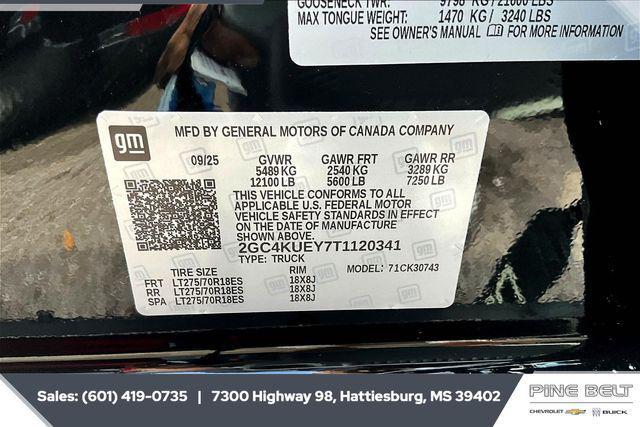 GOOSENECK TWR: 9798 KG / 21600 LBS
MAX TONGUE WEIGHT: 1470 KG / 3240 LBS
SEE OWNER'S MANUAL FOR MORE INFORMATION
gm
MFD BY GENERAL MOTORS OF CANADA COMPANY
09/25 GVWR GAWR FRT GAWR RR
5489 KG 2540 KG 3289 KG
12100 LB 5600 LB 7250 LB
THIS VEHICLE CONFORMS TO ALL
APPLICABLE U.S. FEDERAL MOTOR
VEHICLE SAFETY STANDARDS IN EFFECT
ON THE DATE OF MANUFACTURE
SHOWN ABOVE.
2GC4KUEY7T1120341
TYPE: TRUCK
TIRE SIZE RIM MODEL: 71CK30743
FRT LT275/70R18ES 18X8J
RR LT275/70R18ES 18X8J
SPA LT275/70R18ES 18X8J
Sales: (601) 419-0735 | 7300 Highway 98, Hattiesburg, MS 39402
PINE BELT
CHEVROLET BUICK